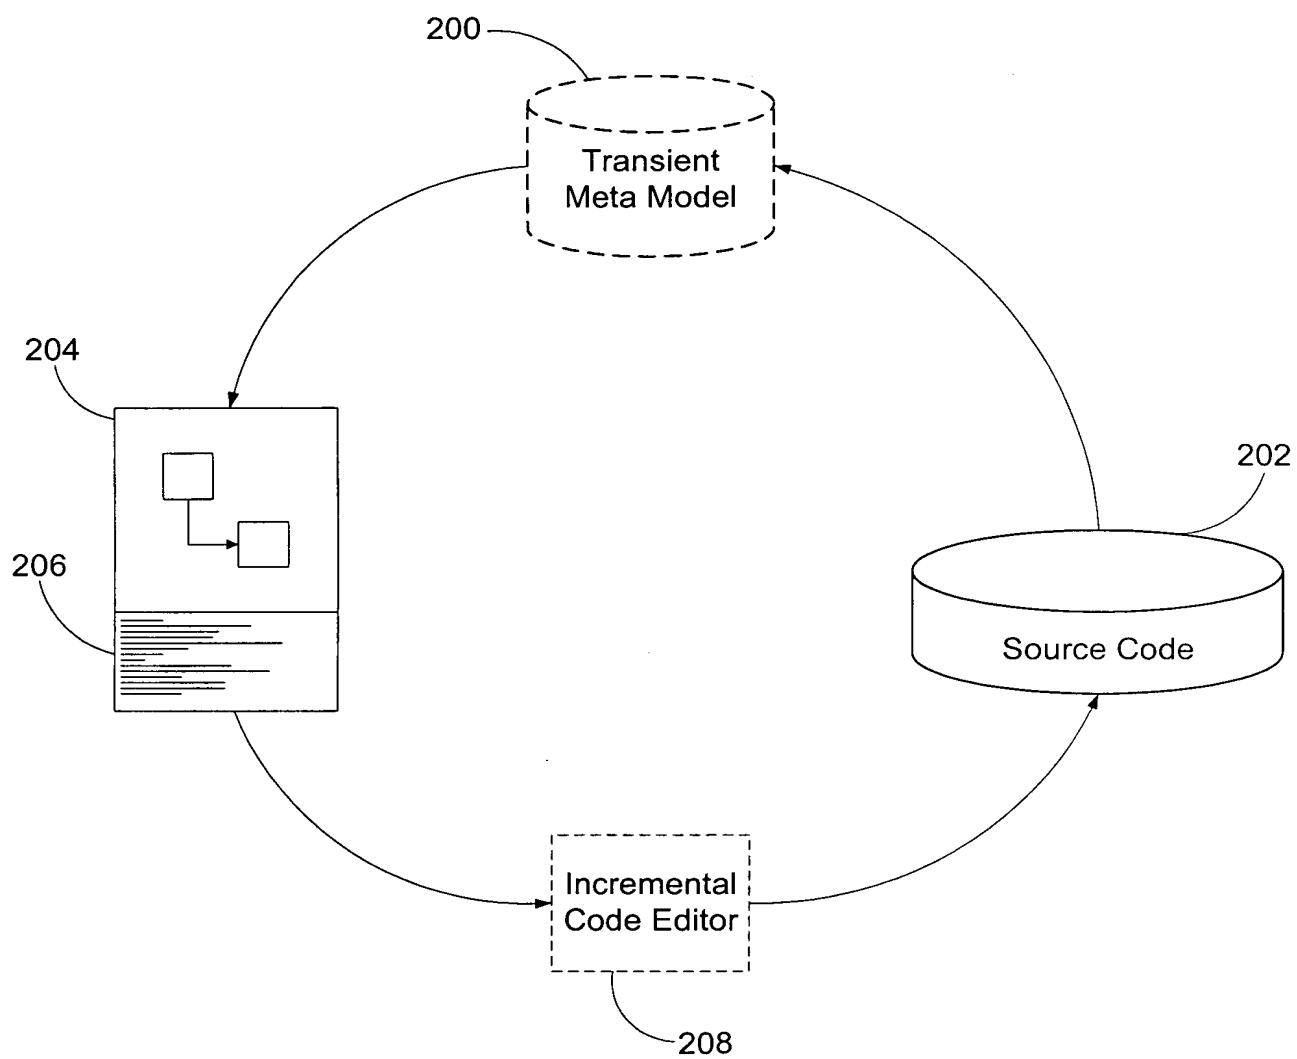 200
Transient
Meta Model
204
202
206
Source Code
Incremental
Code Editor
208